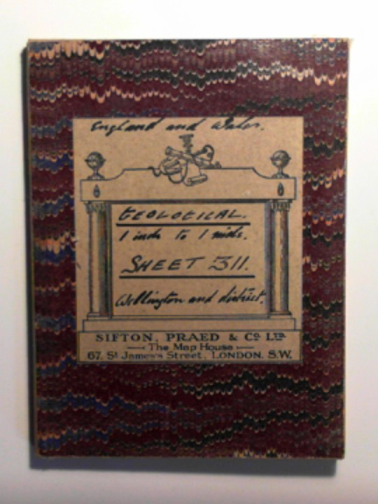 England and Wales.
GEOLOGICAL.
1 inch to 1 mile.
SHEET 311.
Wellington and district.
SIFTON, PRAED & CO LTD.
The Map House
67, St James's Street, LONDON. S.W.